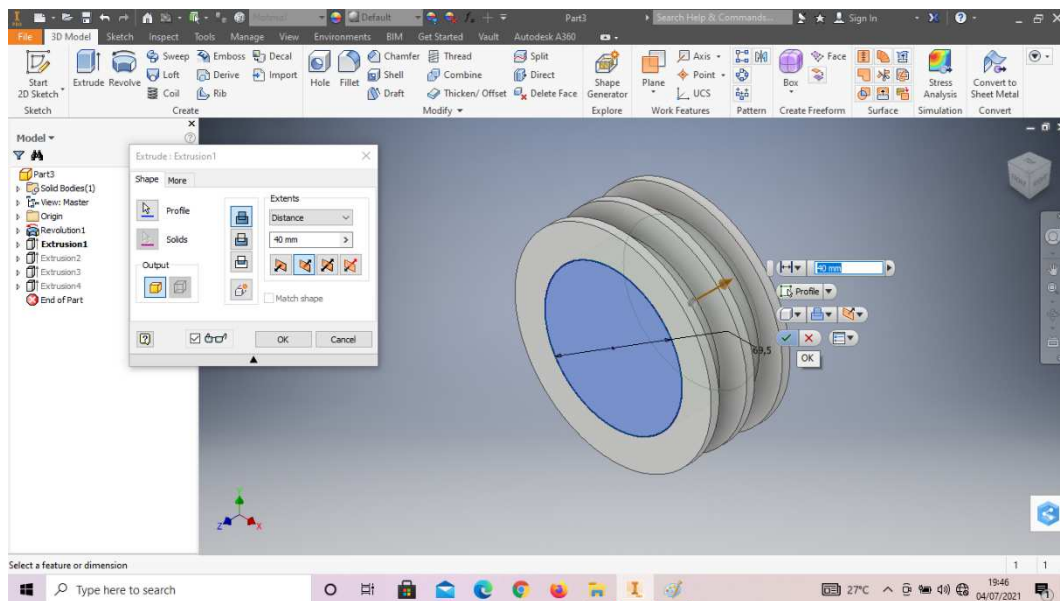 Default
Part3
Search Help & Commands...
Sign In
File 3D Model Sketch Inspect Tools Manage View Environments BIM Get Started Vault Autodesk A360
Start 2D Sketch
Extrude Revolve
Sweep Emboss Decal
Loft Derive Import
Coil Rib
Hole Fillet
Chamfer Thread Combine Thicken/ Offset
Shell
Draft
Split
Direct
Delete Face
Shape Generator
Plane
Axis
Point
UCS
Box
Face
Stress Analysis
Convert to Sheet Metal
Sketch Create Modify Explore Work Features Pattern Create Freeform Surface Simulation Convert
Model
Part3
Solid Bodies(1)
View: Master
Origin
Revolution1
Extrusion1
Extrusion2
Extrusion3
Extrusion4
End of Part
Extrude : Extrusion1
Shape More
Profile
Solids
Output
Extents
Distance
40 mm
Match shape
OK Cancel
40 mm
Profile
OK
69,5
Z Y X
Select a feature or dimension
1 1
Type here to search
27°C
19:46
04/07/2021